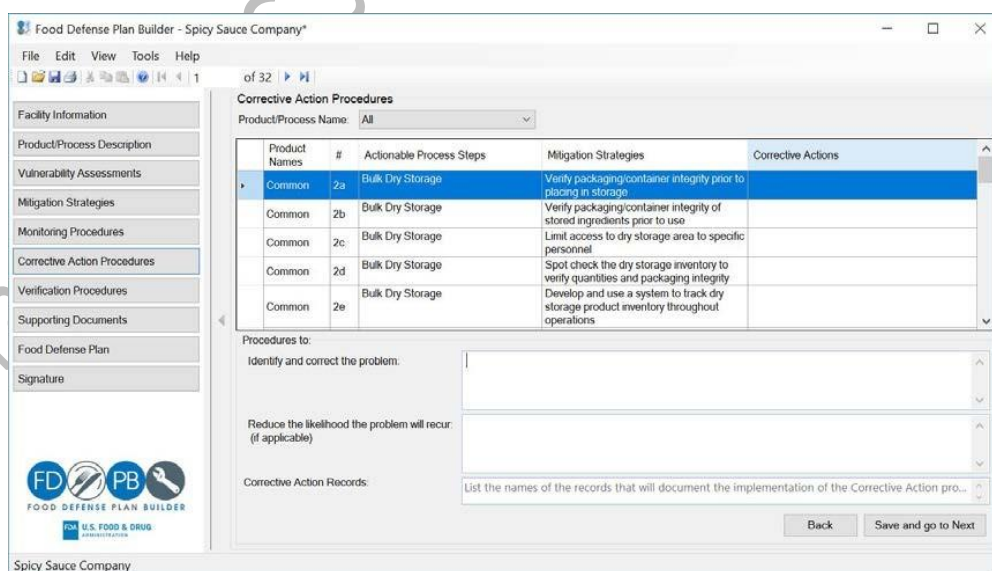 Food Defense Plan Builder - Spicy Sauce Company*
File Edit View Tools Help
1 of 32
Facility Information
Product/Process Description
Vulnerability Assessments
Mitigation Strategies
Monitoring Procedures
Corrective Action Procedures
Verification Procedures
Supporting Documents
Food Defense Plan
Signature
FD PB
FOOD DEFENSE PLAN BUILDER
FDA U.S. FOOD & DRUG
ADMINISTRATION
Corrective Action Procedures
Product/Process Name: All
Product Names # Actionable Process Steps Mitigation Strategies Corrective Actions
Common 2a Bulk Dry Storage Verify packaging/container integrity prior to
placing in storage
Common 2b Bulk Dry Storage Verify packaging/container integrity of
stored ingredients prior to use
Common 2c Bulk Dry Storage Limit access to dry storage area to specific
personnel
Common 2d Bulk Dry Storage Spot check the dry storage inventory to
verify quantities and packaging integrity
Common 2e Bulk Dry Storage Develop and use a system to track dry
storage product inventory throughout
operations
Procedures to:
Identify and correct the problem:
Reduce the likelihood the problem will recur:
(if applicable)
Corrective Action Records: List the names of the records that will document the implementation of the Corrective Action pro...
Back Save and go to Next
Spicy Sauce Company